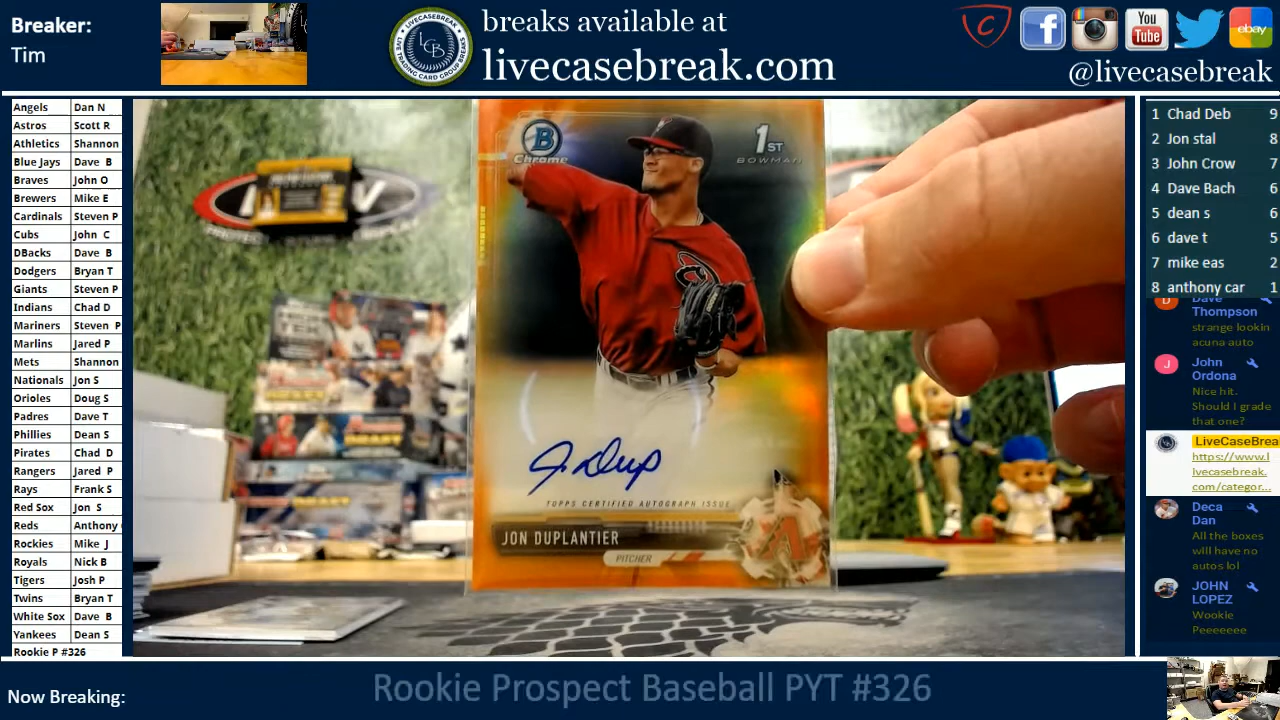 Breaker:
Tim
breaks available at
livecasebreak.com
LCB
You
Tube
ebay
@livecasebreak
Angels Dan N
Astros Scott R
Athletics Shannon
Blue Jays Dave B
Braves John O
Brewers Mike E
Cardinals Steven P
Cubs John C
DBacks Dave B
Dodgers Bryan T
Giants Steven P
Indians Chad D
Mariners Steven P
Marlins Jared P
Mets Shannon
Nationals Jon S
Orioles Doug S
Padres Dave T
Phillies Dean S
Pirates Chad D
Rangers Jared P
Rays Frank S
Red Sox Jon S
Reds Anthony
Rockies Mike J
Royals Nick B
Tigers Josh P
Twins Bryan T
White Sox Dave B
Yankees Dean S
Rookie P #326
B
Chrome
1ST
BOWMAN
J. Dup
TOPPS CERTIFIED AUTOGRAPH ISSUE
JON DUPLANTIER
PITCHER
1 Chad Deb 9
2 Jon stal 8
3 John Crow 7
4 Dave Bach 6
5 dean s 6
6 dave t 5
7 mike eas 2
8 anthony car 1
Dave
Thompson
strange lookin
acuna auto
J
John
Ordona
Nice hit.
Should I grade
that one?
LiveCaseBrea
https://www.l
ivecasebreak.
com/categor...
Deca
Dan
All the boxes
will have no
autos lol
JOHN
LOPEZ
Wookie
Peeeeeee
Now Breaking:
Rookie Prospect Baseball PYT #326